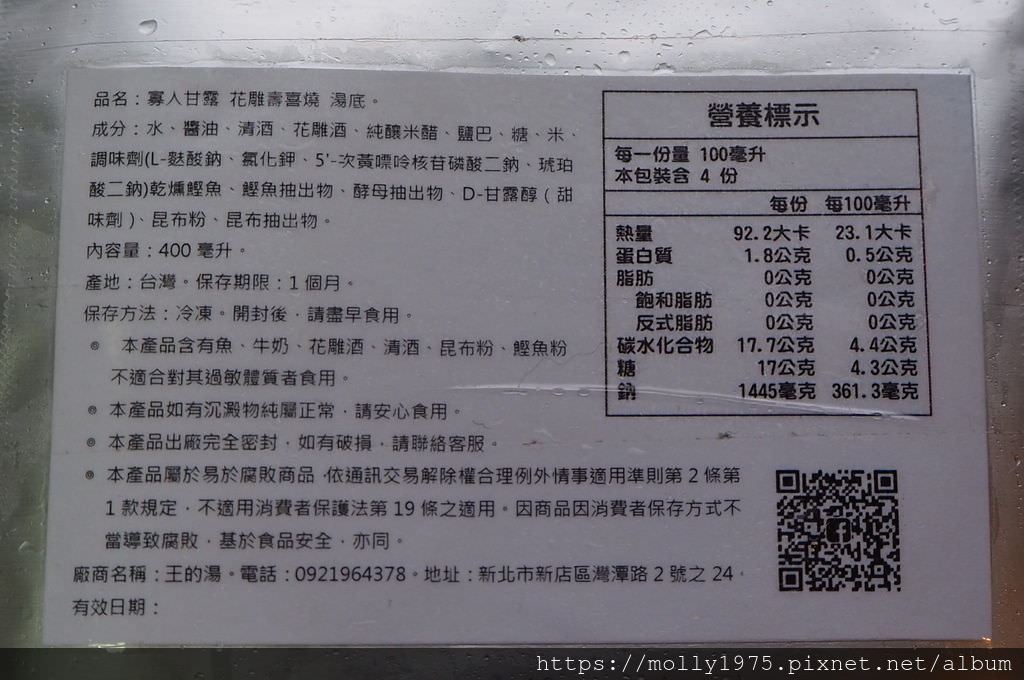 品名：寡人甘露 花雕壽喜燒 湯底。
成分：水、醬油、清酒、花雕酒、純釀米醋、鹽巴、糖、米、
調味劑(L-麩酸鈉、氯化鉀、5'-次黃嘌呤核苷磷酸二鈉、琥珀
酸二鈉)乾燻鰹魚、鰹魚抽出物、酵母抽出物、D-甘露醇（甜
味劑）、昆布粉、昆布抽出物。
內容量：400 毫升。
產地：台灣。保存期限：1 個月。
保存方法：冷凍。開封後，請盡早食用。
◎ 本產品含有魚、牛奶、花雕酒、清酒、昆布粉、鰹魚粉
不適合對其過敏體質者食用。
◎ 本產品如有沉澱物純屬正常，請安心食用。
◎ 本產品出廠完全密封，如有破損，請聯絡客服。
◎ 本產品屬於易於腐敗商品，依通訊交易解除權合理例外情事適用準則第 2 條第
1 款規定，不適用消費者保護法第 19 條之適用。因商品因消費者保存方式不
當導致腐敗，基於食品安全，亦同。
廠商名稱：王的湯。電話：0921964378。地址：新北市新店區灣潭路 2 號之 24，
有效日期：
營養標示
每一份量 100毫升
本包裝含 4 份
每份 每100毫升
熱量 92.2大卡 23.1大卡
蛋白質 1.8公克 0.5公克
脂肪 0公克 0公克
飽和脂肪 0公克 0公克
反式脂肪 0公克 0公克
碳水化合物 17.7公克 4.4公克
糖 17公克 4.3公克
鈉 1445毫克 361.3毫克
https://molly1975.pixnet.net/album